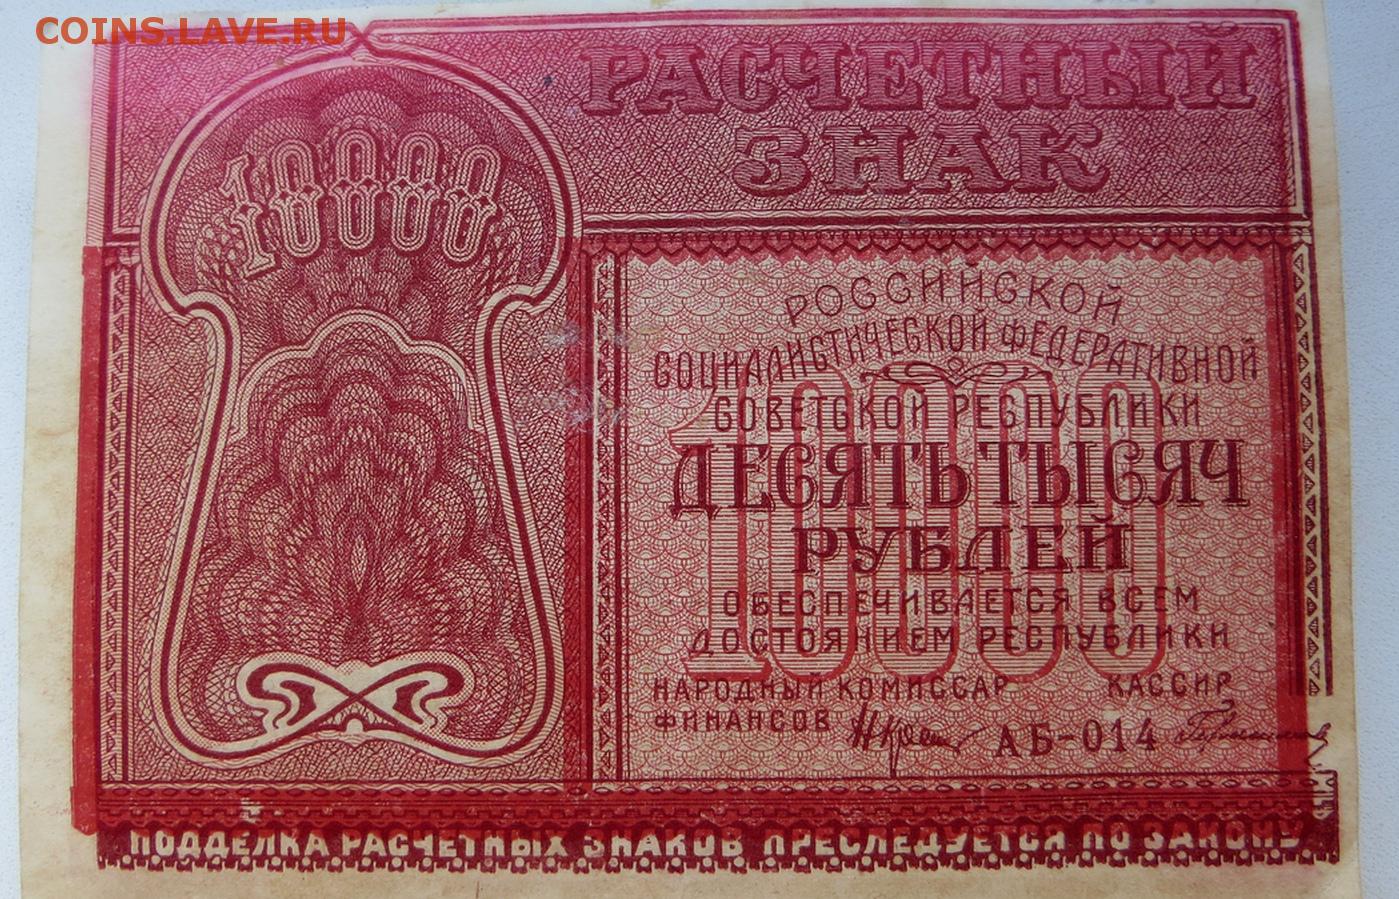 COINS.LAVE.RU
РАСЧЕТНЫЙ
ЗНАК
10000
РОССИЙСКОЙ
СОЦИАЛИСТИЧЕСКОЙ ФЕДЕРАТИВНОЙ
СОВЕТСКОЙ РЕСПУБЛИКИ
10000
ДЕСЯТЬ ТЫСЯЧ
РУБЛЕЙ
ОБЕСПЕЧИВАЕТСЯ ВСЕМ
ДОСТОЯНИЕМ РЕСПУБЛИКИ
НАРОДНЫЙ КОМИССАР КАССИР
ФИНАНСОВ АБ-014
ПОДДЕЛКА РАСЧЕТНЫХ ЗНАКОВ ПРЕСЛЕДУЕТСЯ ПО ЗАКОНУ